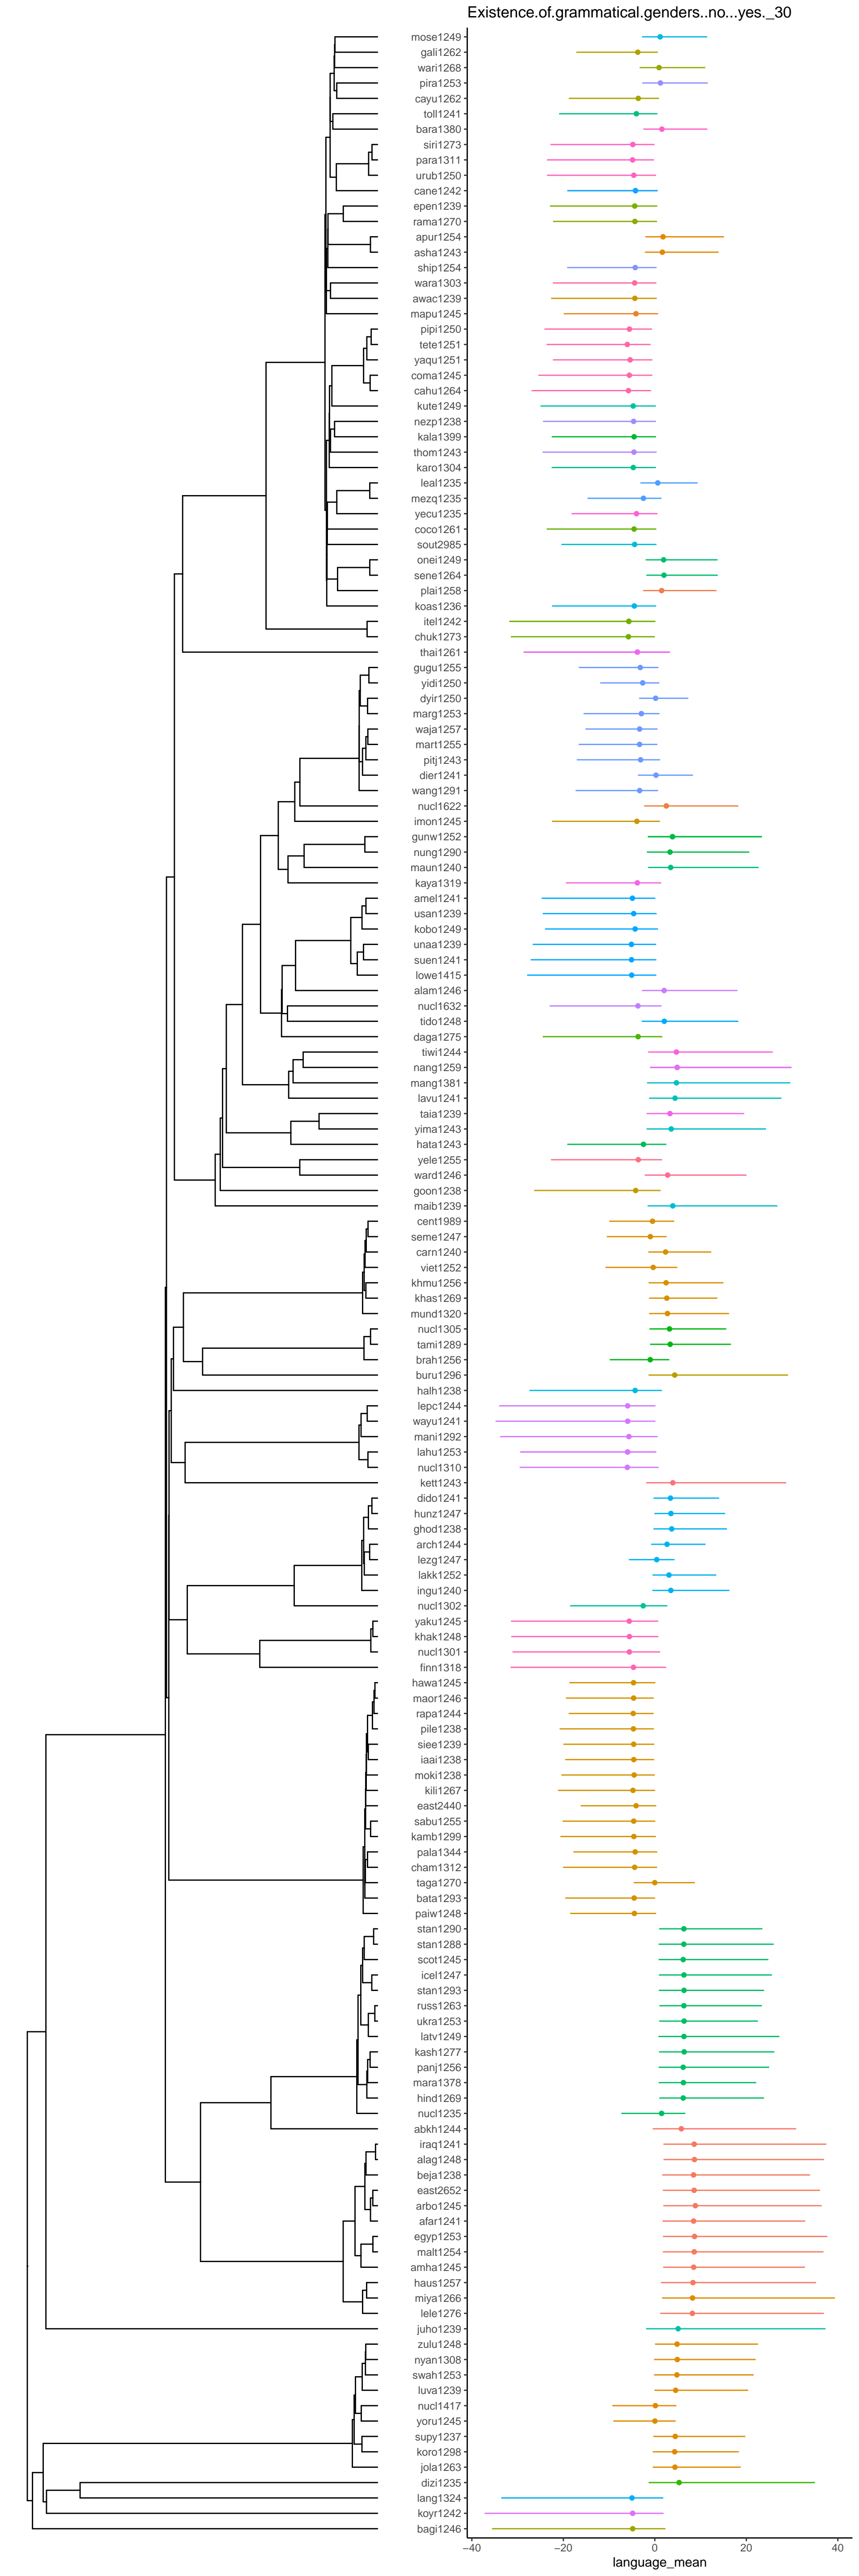 Existence.of.grammatical.genders..no...yes._30
mose1249
gali1262
wari1268
pira1253
cayu1262
toll1241
bara1380
siri1273
para1311
urub1250
cane1242
epen1239
rama1270
apur1254
asha1243
ship1254
wara1303
awac1239
mapu1245
pipi1250
tete1251
yaqu1251
coma1245
cahu1264
kute1249
nezp1238
kala1399
thom1243
karo1304
leal1235
mezq1235
yecu1235
coco1261
sout2985
onei1249
sene1264
plai1258
koas1236
itel1242
chuk1273
thai1261
gugu1255
yidi1250
dyir1250
marg1253
waja1257
mart1255
pitj1243
dier1241
wang1291
nucl1622
imon1245
gunw1252
nung1290
maun1240
kaya1319
amel1241
usan1239
kobo1249
unaa1239
suen1241
lowe1415
alam1246
nucl1632
tido1248
daga1275
tiwi1244
nang1259
mang1381
lavu1241
taia1239
yima1243
hata1243
yele1255
ward1246
goon1238
maib1239
cent1989
seme1247
carn1240
viet1252
khmu1256
khas1269
mund1320
nucl1305
tami1289
brah1256
buru1296
halh1238
lepc1244
wayu1241
mani1292
lahu1253
nucl1310
kett1243
dido1241
hunz1247
ghod1238
arch1244
lezg1247
lakk1252
ingu1240
nucl1302
yaku1245
khak1248
nucl1301
finn1318
hawa1245
maor1246
rapa1244
pile1238
siee1239
iaai1238
moki1238
kili1267
east2440
sabu1255
kamb1299
pala1344
cham1312
taga1270
bata1293
paiw1248
stan1290
stan1288
scot1245
icel1247
stan1293
russ1263
ukra1253
latv1249
kash1277
panj1256
mara1378
hind1269
nucl1235
abkh1244
iraq1241
alag1248
beja1238
east2652
arbo1245
afar1241
egyp1253
malt1254
amha1245
haus1257
miya1266
lele1276
juho1239
zulu1248
nyan1308
swah1253
luva1239
nucl1417
yoru1245
supy1237
koro1298
jola1263
dizi1235
lang1324
koyr1242
bagi1246
−40 −20 0 20 40
language_mean